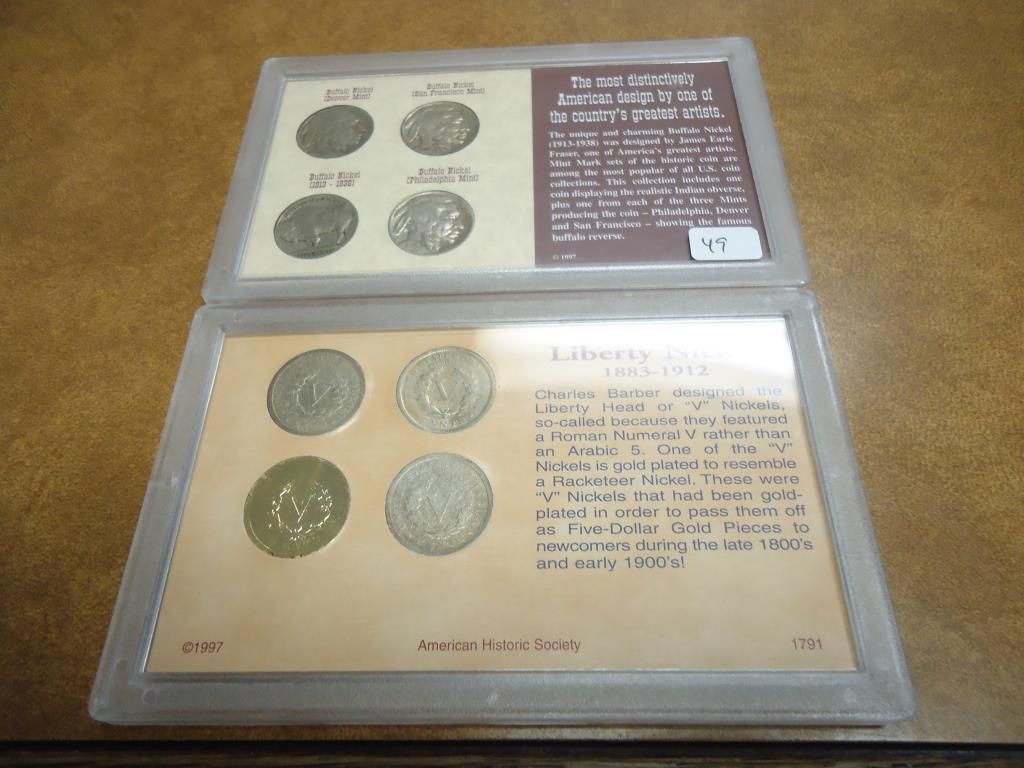 Buffalo Nickel
(Denver Mint)
Buffalo Nickel
(San Francisco Mint)
Buffalo Nickel
(1913 - 1938)
Buffalo Nickel
(Philadelphia Mint)
The most distinctively
American design by one of
the country's greatest artists.
The unique and charming Buffalo Nickel
(1913-1938) was designed by James Earle
Fraser, one of America's greatest artists.
Mint Mark sets of the historic coin are
among the most popular of all U.S. coin
collections. This collection includes one
coin displaying the realistic Indian obverse,
plus one from each of the three Mints
producing the coin – Philadelphia, Denver
and San Francisco – showing the famous
buffalo reverse.
© 1997
49
Liberty
1883-1912
Charles Barber designed the
Liberty Head or "V" Nickels,
so-called because they featured
a Roman Numeral V rather than
an Arabic 5. One of the "V"
Nickels is gold plated to resemble
a Racketeer Nickel. These were
"V" Nickels that had been gold-
plated in order to pass them off
as Five-Dollar Gold Pieces to
newcomers during the late 1800's
and early 1900's!
V
V
V
V
©1997
American Historic Society
1791